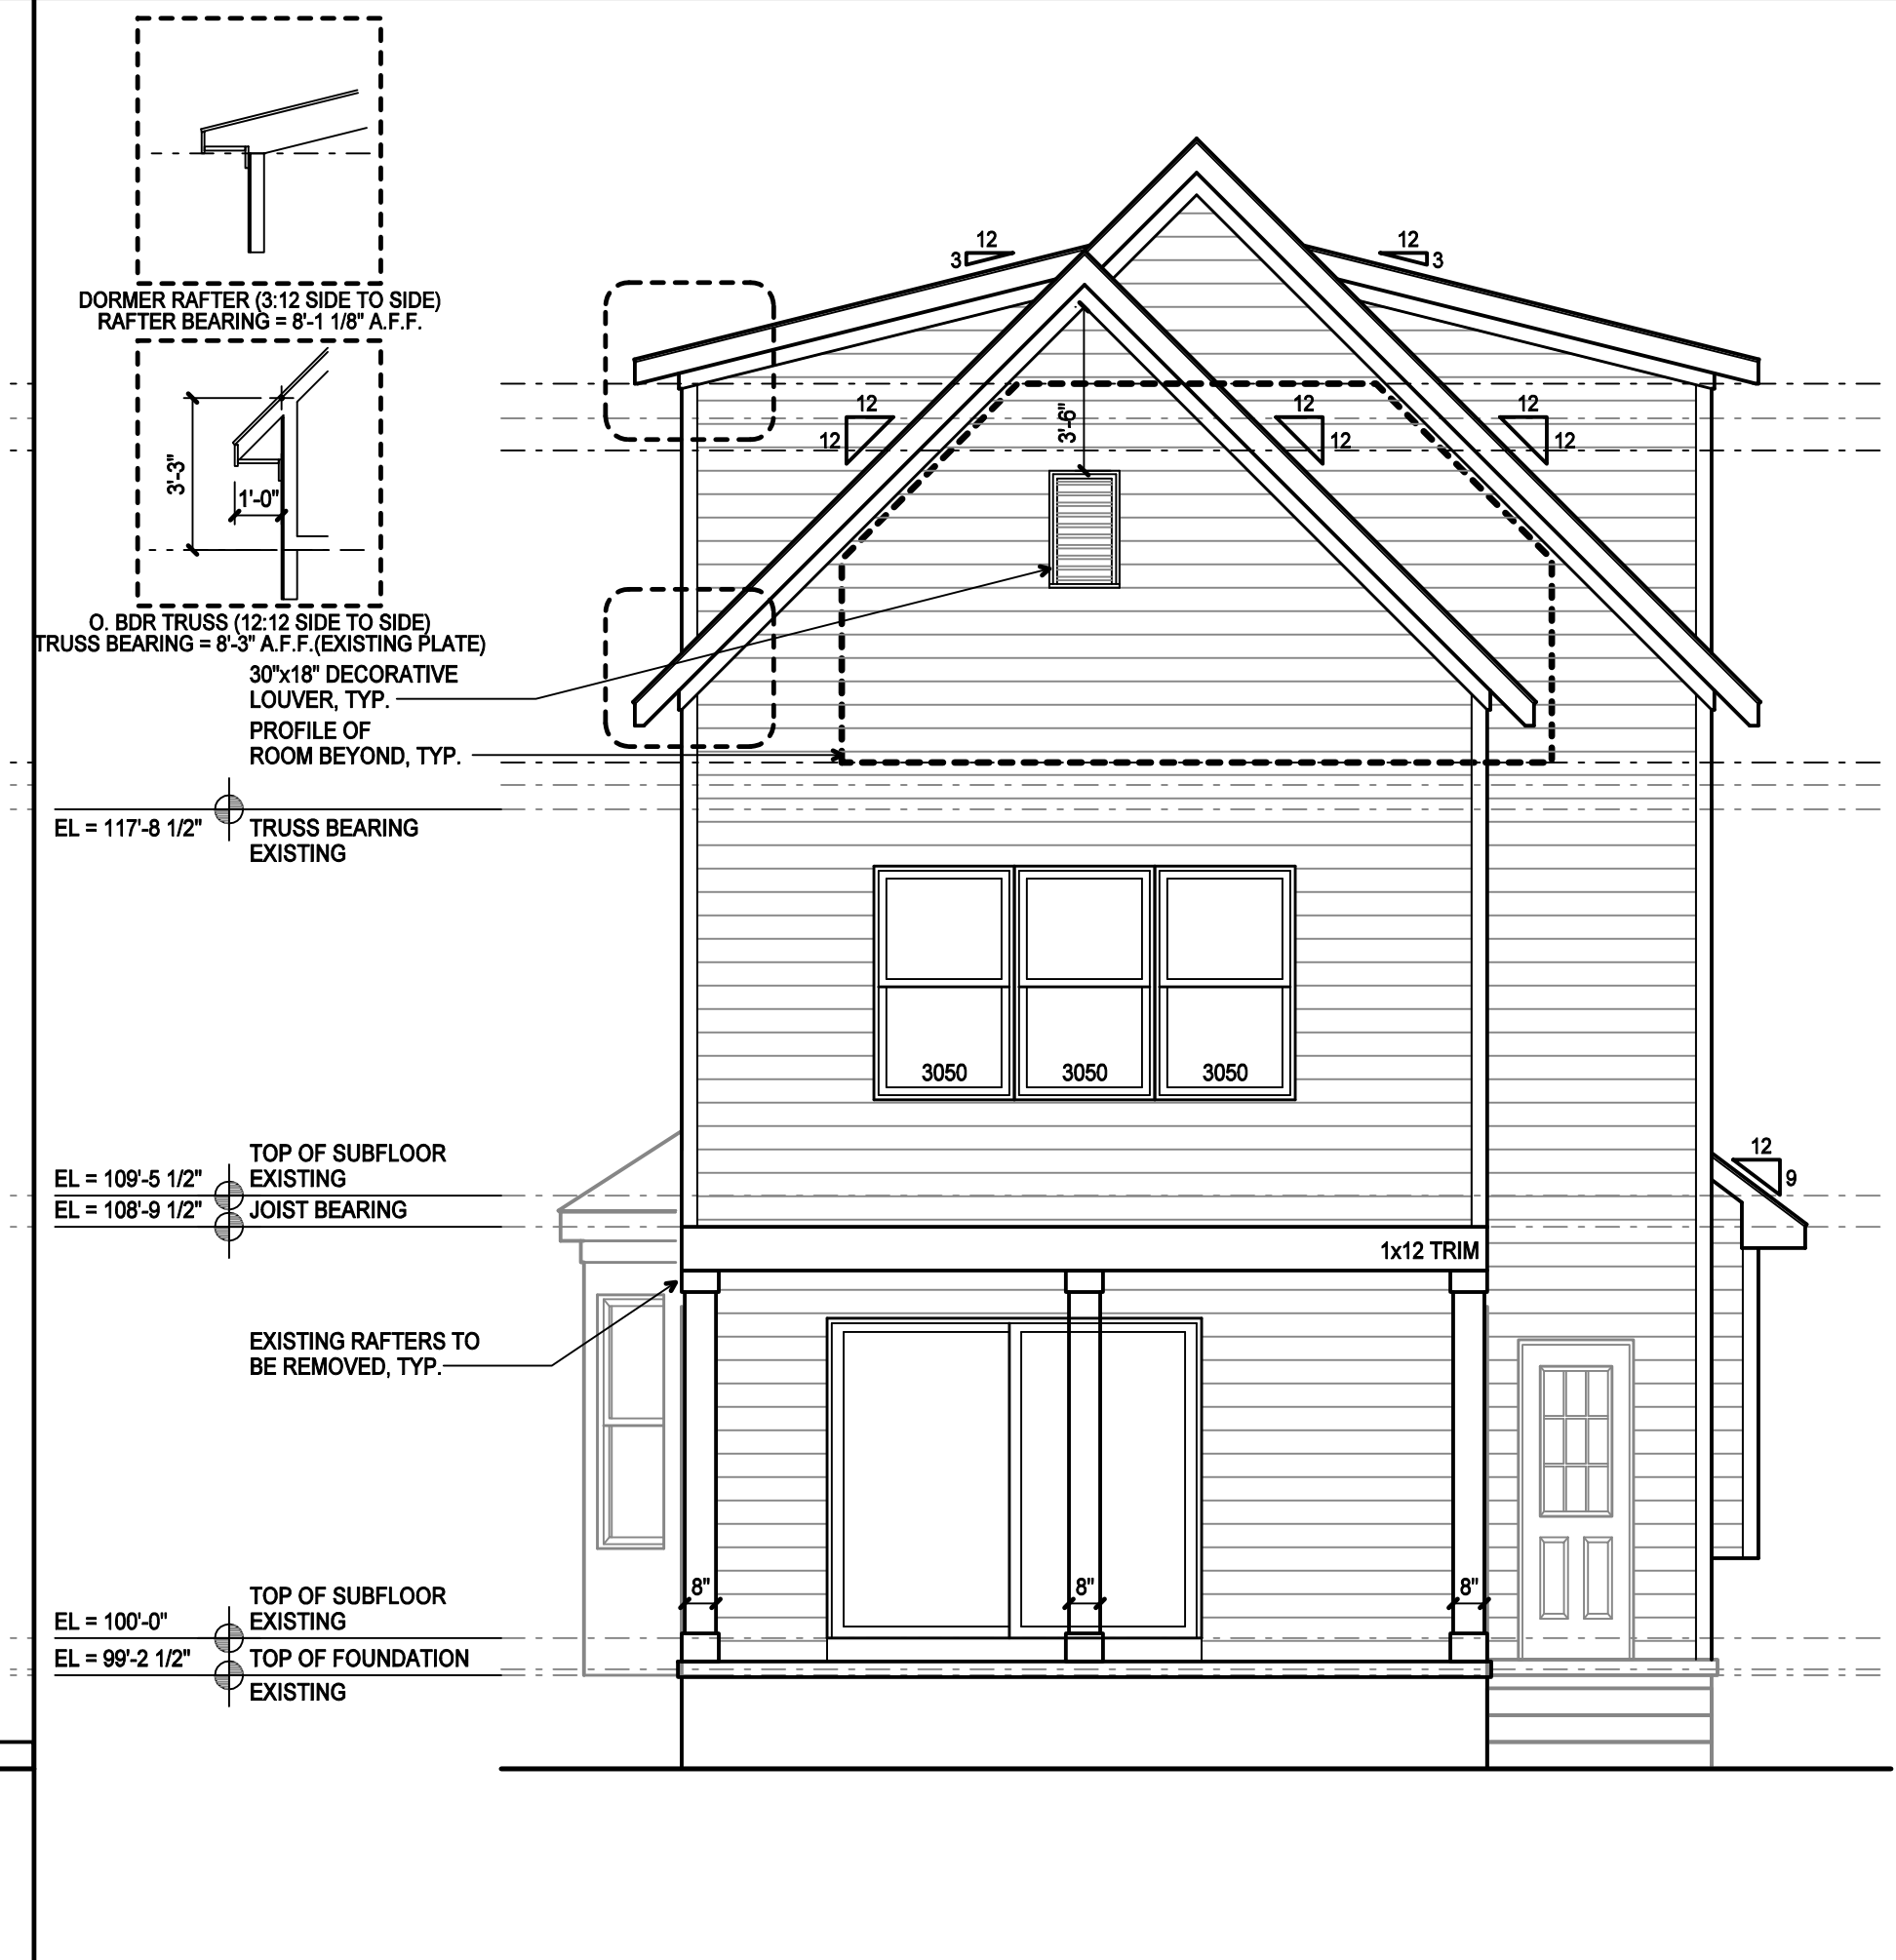 DORMER RAFTER (3:12 SIDE TO SIDE)
RAFTER BEARING = 8'-1 1/8" A.F.F.
3'-3"
1'-0"
O. BDR TRUSS (12:12 SIDE TO SIDE)
TRUSS BEARING = 8'-3" A.F.F.(EXISTING PLATE)
30"x18" DECORATIVE
LOUVER, TYP.
PROFILE OF
ROOM BEYOND, TYP.
EL = 117'-8 1/2"
TRUSS BEARING
EXISTING
TOP OF SUBFLOOR
EL = 109'-5 1/2"
EXISTING
EL = 108'-9 1/2"
JOIST BEARING
EXISTING RAFTERS TO
BE REMOVED, TYP.
TOP OF SUBFLOOR
EL = 100'-0"
EXISTING
EL = 99'-2 1/2"
TOP OF FOUNDATION
EXISTING
12
3
12
3
12
12
3'-6"
12
12
12
12
3050
3050
3050
12
9
1x12 TRIM
8"
8"
8"